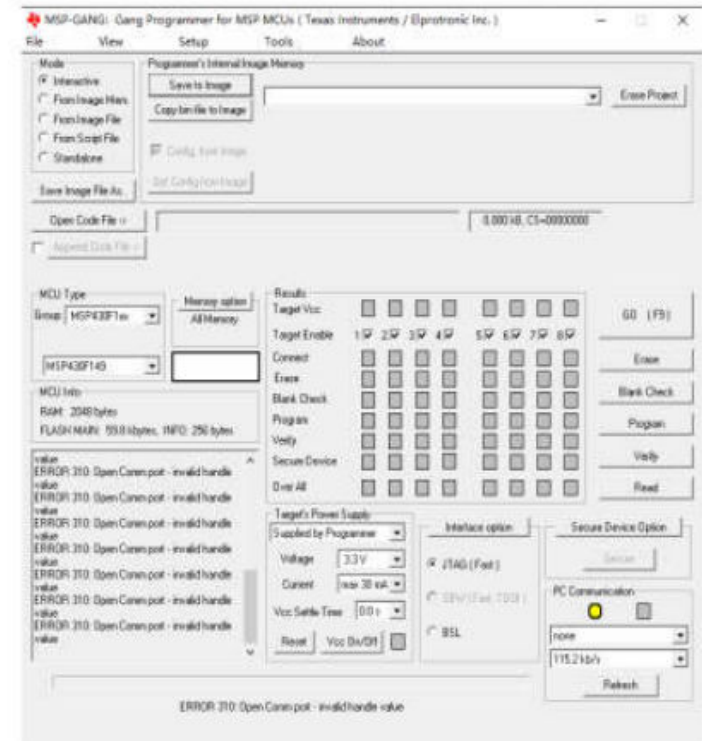 MSP-GANG: Gang Programmer for MSP MCUs ( Texas Instruments / Elprotronic Inc. )
File View Setup Tools About
Mode
Interactive
From Image Mem.
From Image File
From Script File
Standalone
Save Image File As..
Programmer's Internal Image Memory
Save to Image
Copy bin file to Image
Config. from Image
Get Config from Image
Erase Project
Open Code File ->
0.000 kB, CS=00000000
Append Code File ->
MCU Type
Group: MSP430F1xx
MSP430F149
Memory option
All Memory
MCU Info
RAM: 2048 bytes
FLASH MAIN: 59.8 kbytes, INFO: 256 bytes
value
ERROR 310: Open Comm port - invalid handle
value
ERROR 310: Open Comm port - invalid handle
value
ERROR 310: Open Comm port - invalid handle
value
ERROR 310: Open Comm port - invalid handle
value
ERROR 310: Open Comm port - invalid handle
value
ERROR 310: Open Comm port - invalid handle
value
ERROR 310: Open Comm port - invalid handle
value
Results
Target Vcc
Target Enable 1 2 3 4 5 6 7 8
Connect
Erase
Blank Check
Program
Verify
Secure Device
Over All
GO (F9)
Erase
Blank Check
Program
Verify
Read
Target's Power Supply
Supplied by Programmer
Voltage 3.3 V
Current max 30 mA
Vcc Settle Time 0.0 s
Reset Vcc On/Off
Interface option
JTAG ( Fast )
BSL
Secure Device Option
Secure
PC Communication
none
115.2 kb/s
Refresh
ERROR 310: Open Comm port - invalid handle value